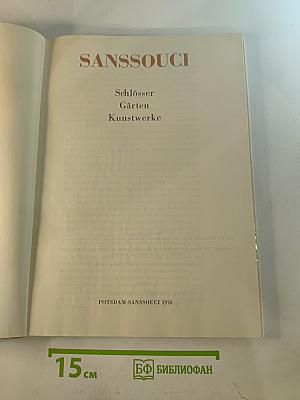 SANSSOUCI
Schlösser
Gärten
Kunstwerke
POTSDAM-SANSSOUCI 1976
15 см
БФ БИБЛИОФАН